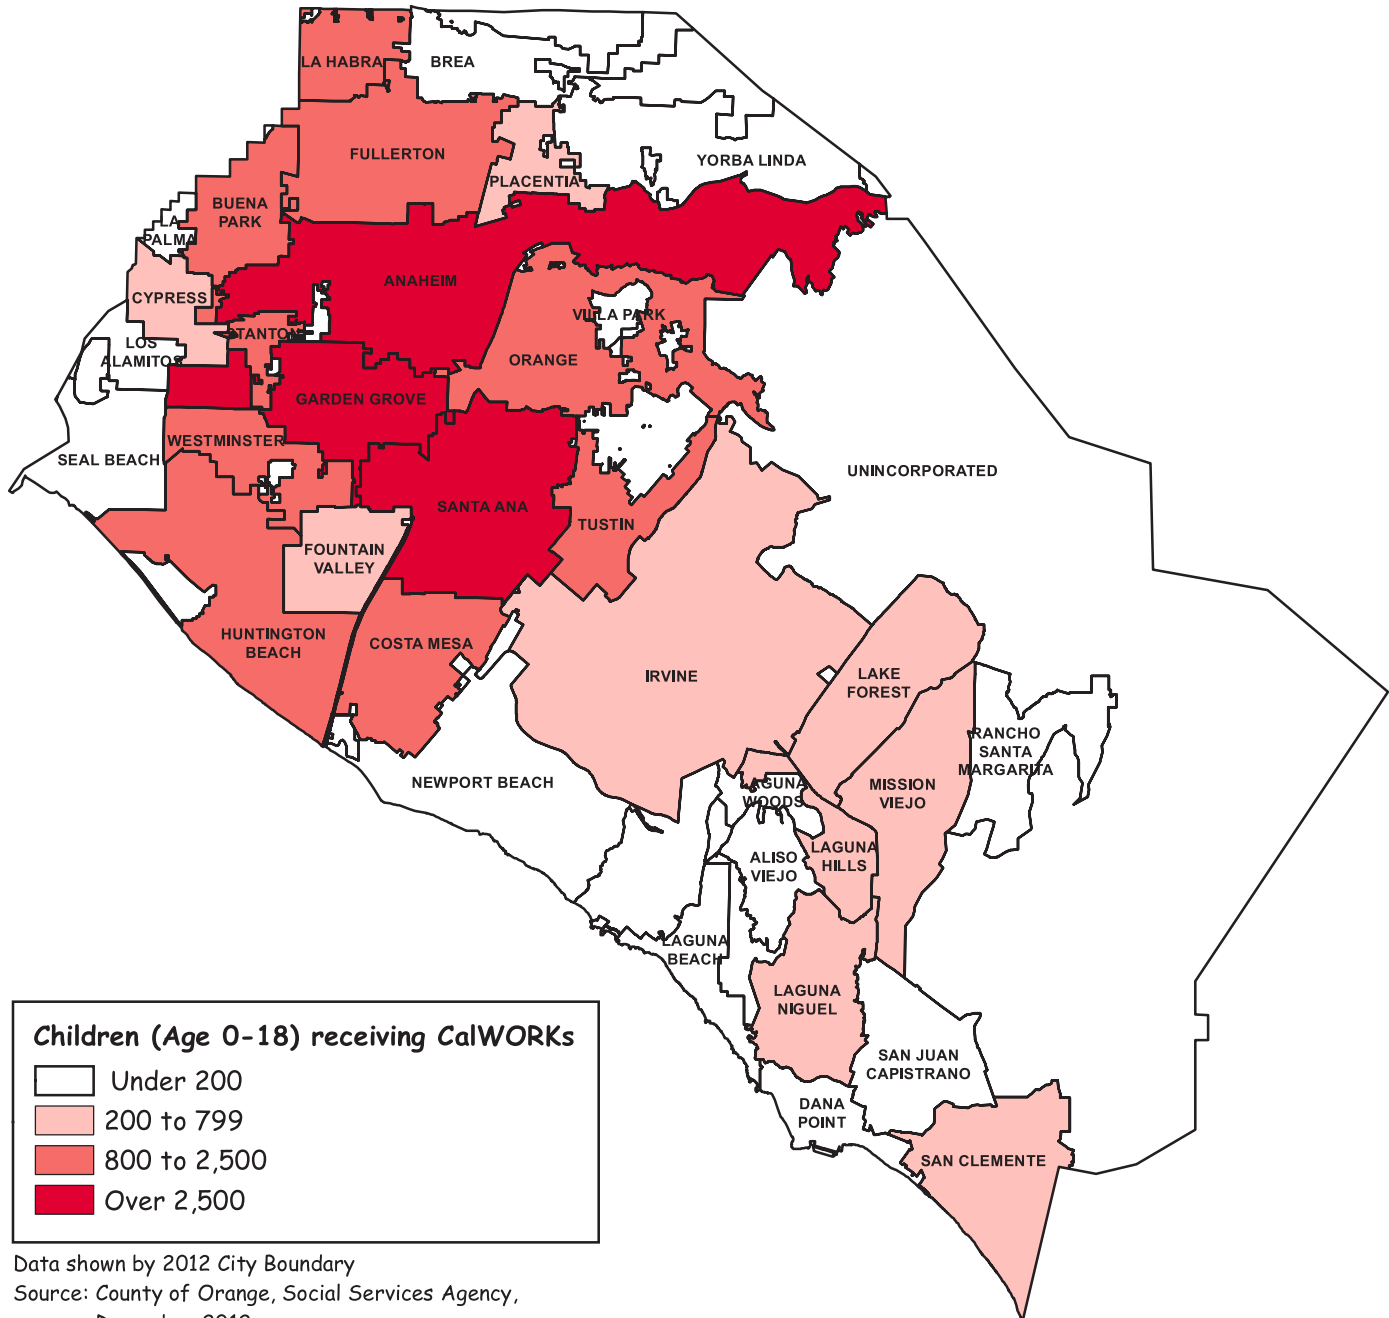 LA HABRA
BREA
FULLERTON
YORBA LINDA
PLACENTIA
BUENA
PARK
LA
PALMA
ANAHEIM
CYPRESS
VILLA PARK
STANTON
LOS
ALAMITOS
ORANGE
GARDEN GROVE
WESTMINSTER
SEAL BEACH
UNINCORPORATED
SANTA ANA
TUSTIN
FOUNTAIN
VALLEY
HUNTINGTON
BEACH
COSTA MESA
IRVINE
LAKE
FOREST
RANCHO
SANTA
MARGARITA
NEWPORT BEACH
LAGUNA
WOODS
MISSION
VIEJO
ALISO
VIEJO
LAGUNA
HILLS
LAGUNA
BEACH
LAGUNA
NIGUEL
SAN JUAN
CAPISTRANO
DANA
POINT
SAN CLEMENTE
Children (Age 0-18) receiving CalWORKs
Under 200
200 to 799
800 to 2,500
Over 2,500
Data shown by 2012 City Boundary
Source: County of Orange, Social Services Agency,